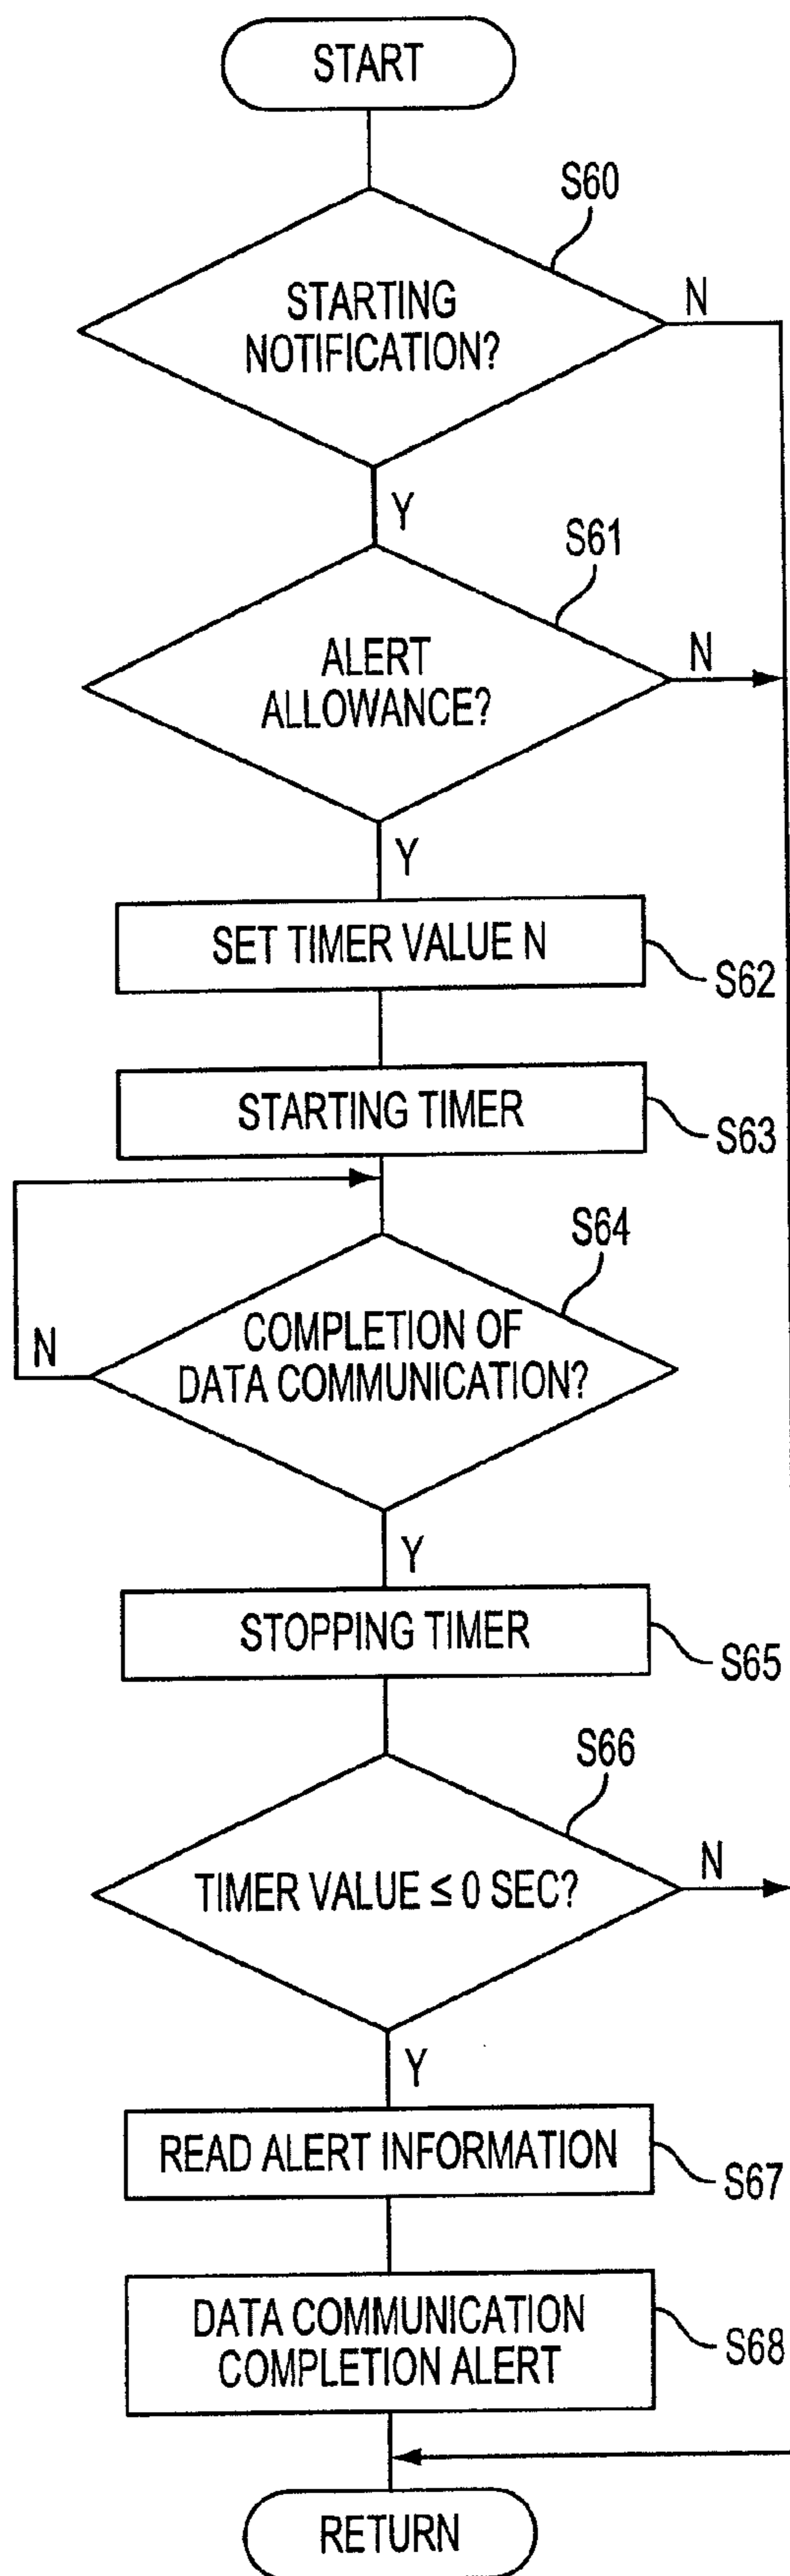 START
S60
STARTING
NOTIFICATION?
N
Y
S61
ALERT
ALLOWANCE?
N
Y
SET TIMER VALUE N
S62
STARTING TIMER
S63
S64
COMPLETION OF
DATA COMMUNICATION?
N
Y
STOPPING TIMER
S65
S66
TIMER VALUE ≤ 0 SEC?
N
Y
READ ALERT INFORMATION
S67
DATA COMMUNICATION
COMPLETION ALERT
S68
RETURN